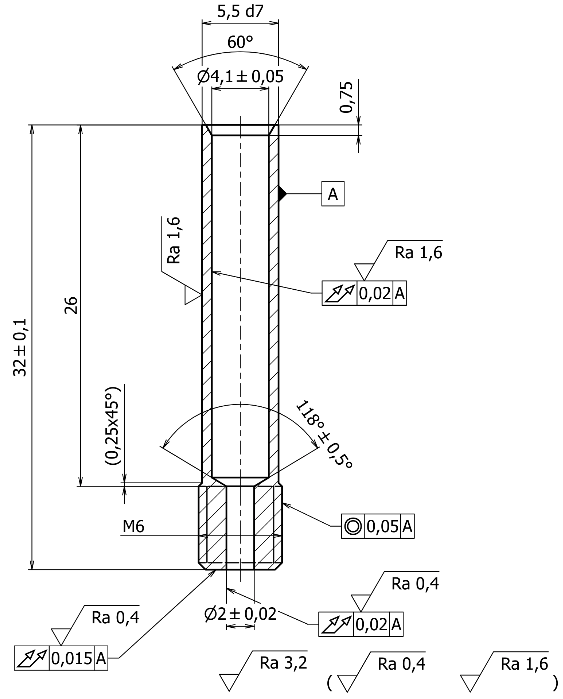 5,5 d7
60°
Ø4,1±0,05
0,75
A
Ra 1,6
Ra 1,6
0,02 A
26
32±0,1
(0,25x45°)
118°±0,5°
M6
0,05 A
Ra 0,4
Ra 0,4
Ø2±0,02
0,02 A
0,015 A
Ra 3,2 ( Ra 0,4 Ra 1,6 )